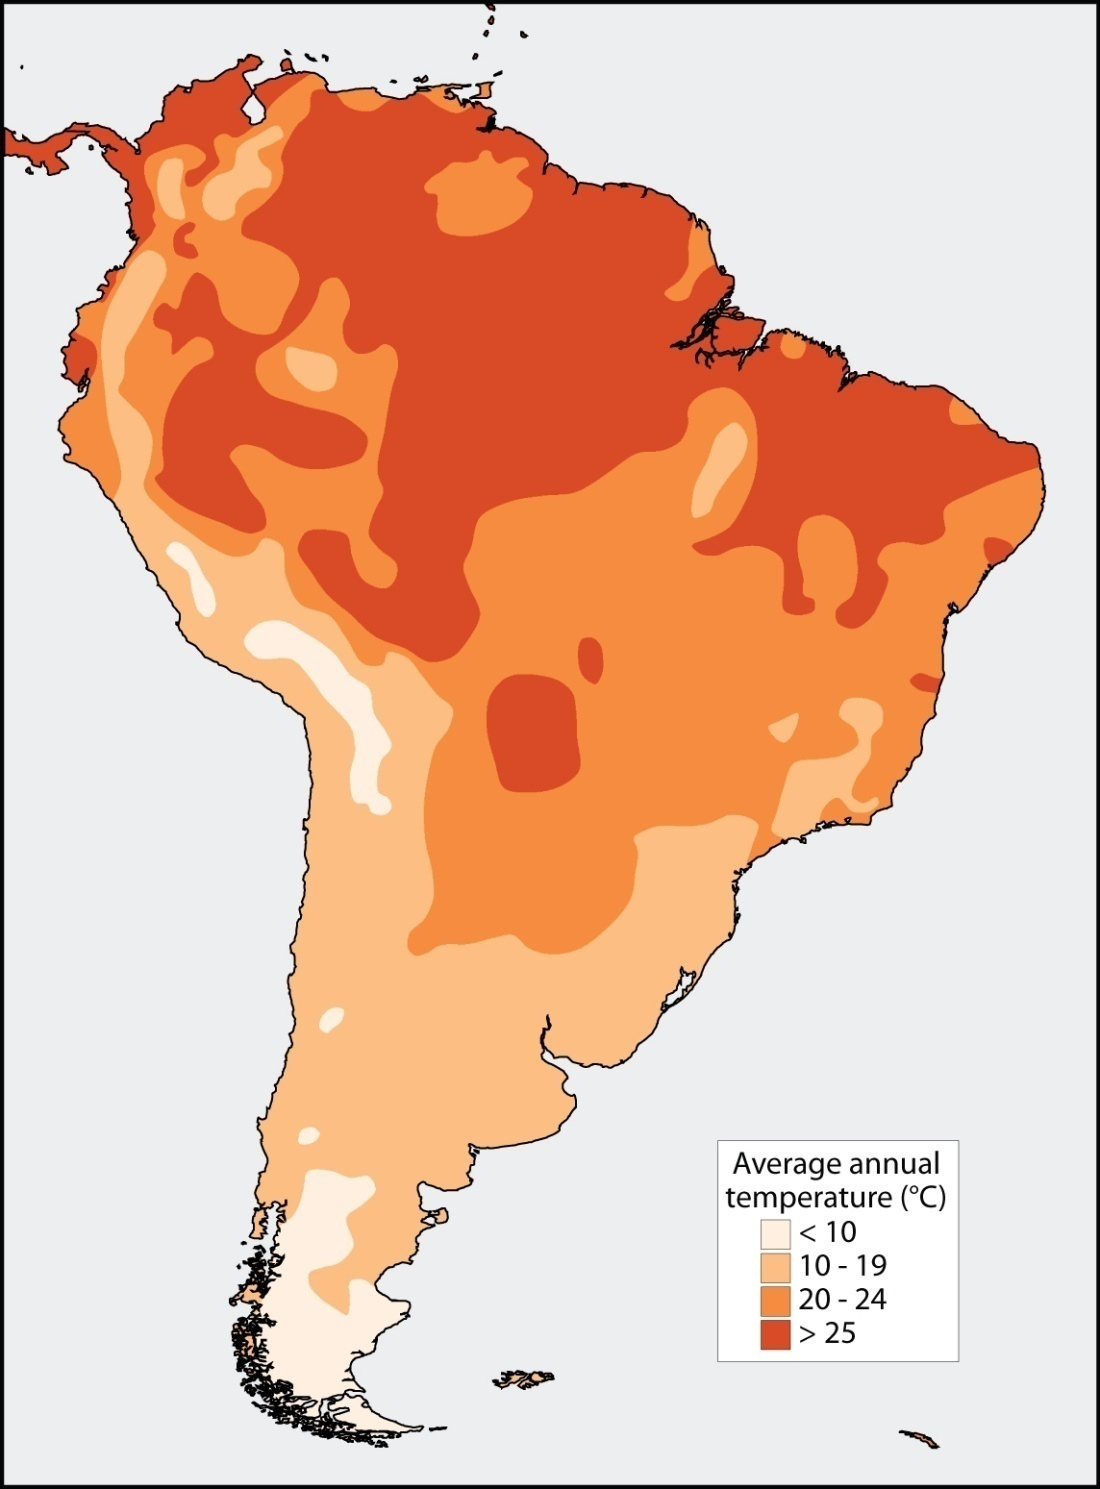 Average annual
temperature (°C)
< 10
10 - 19
20 - 24
> 25